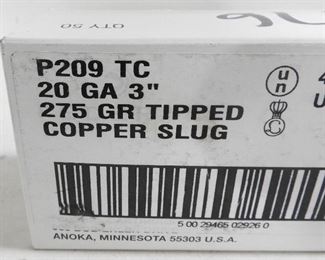 QTY 50
P209 TC
20 GA 3"
275 GR TIPPED
COPPER SLUG
un
5 00 29465 02926 0
ANOKA, MINNESOTA 55303 U.S.A.